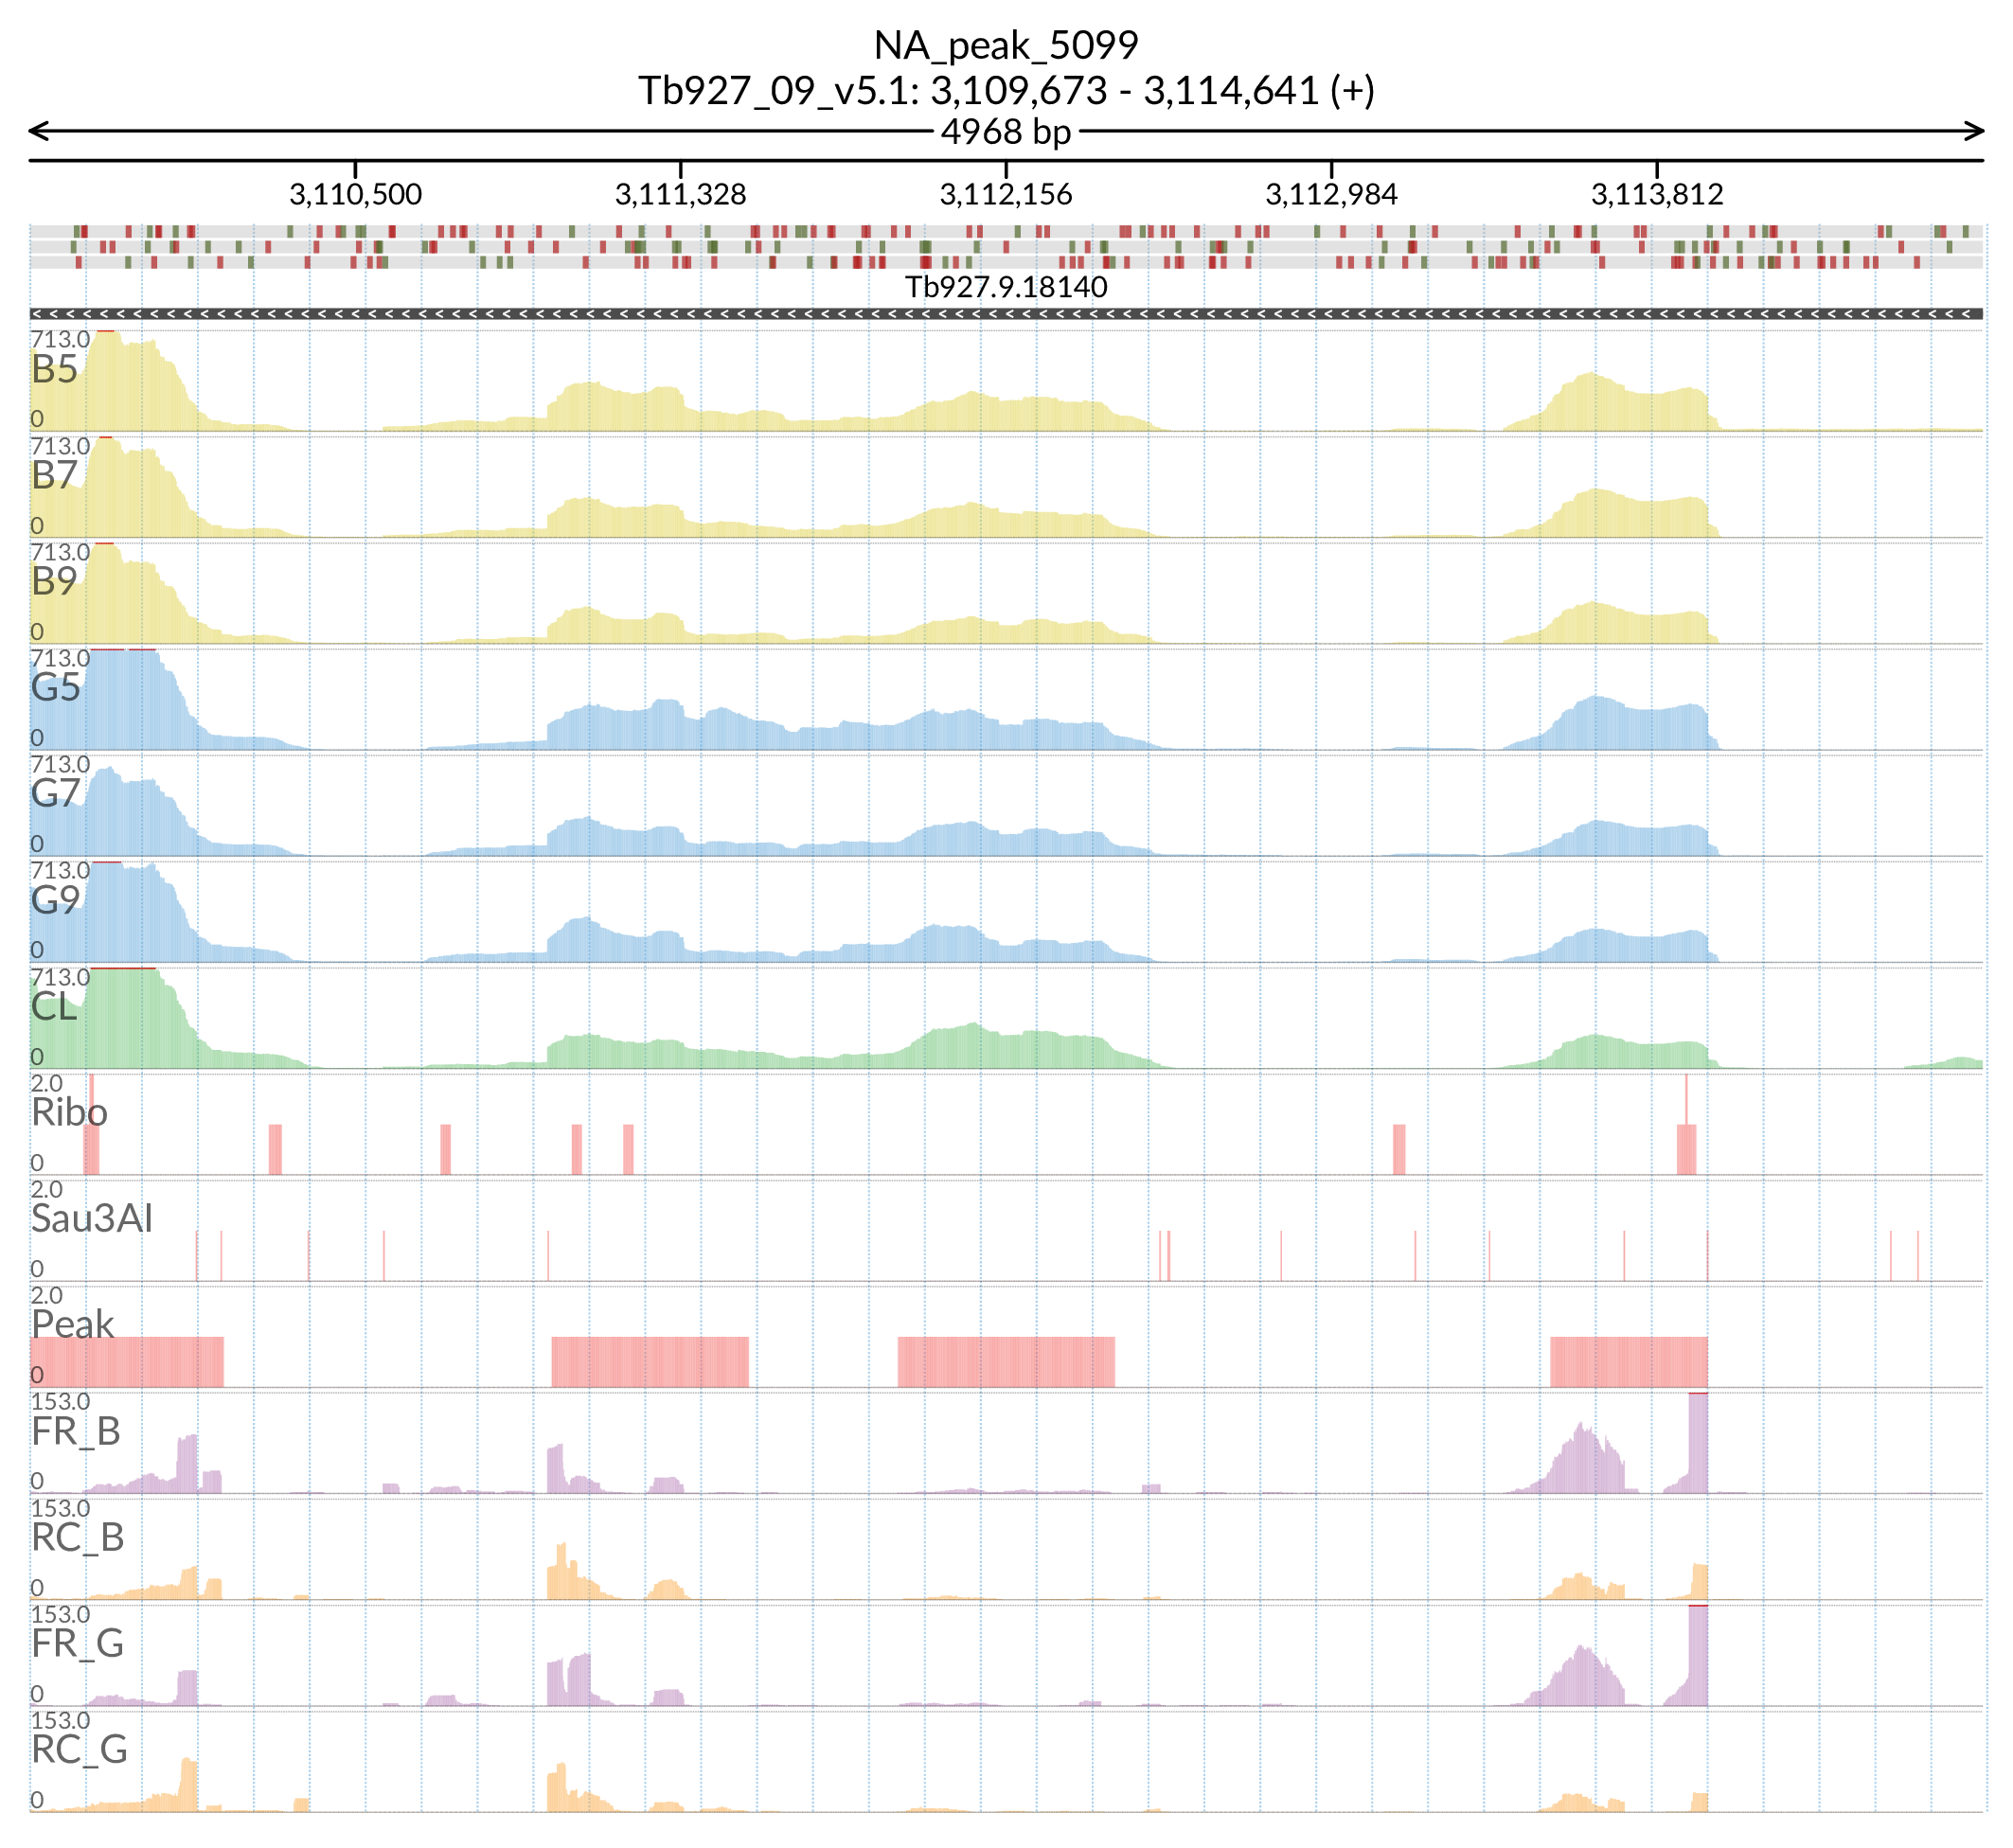 NA_peak_5099
Tb927_09_v5.1: 3,109,673 - 3,114,641 (+)
4968 bp
3,110,500 3,111,328 3,112,156 3,112,984 3,113,812
Tb927.9.18140
713.0
B5
0
713.0
B7
0
713.0
B9
0
713.0
G5
0
713.0
G7
0
713.0
G9
0
713.0
CL
0
2.0
Ribo
0
2.0
Sau3AI
0
2.0
Peak
0
153.0
FR_B
0
153.0
RC_B
0
153.0
FR_G
0
153.0
RC_G
0